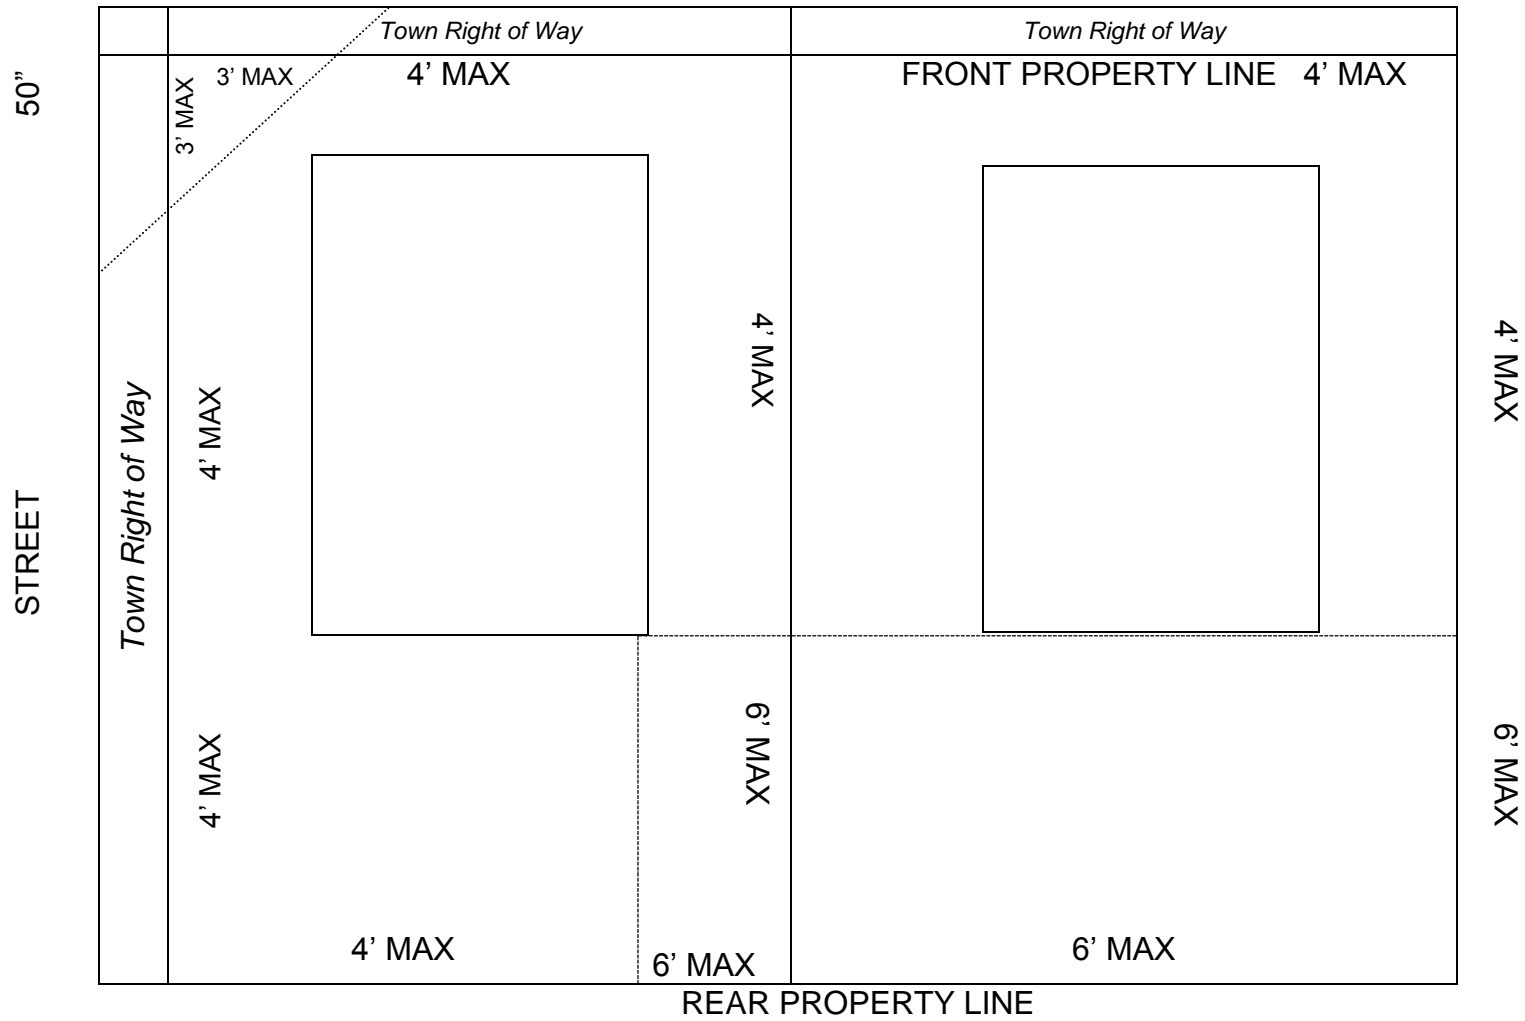 Town Right of Way
Town Right of Way
50”
3’ MAX
3’ MAX
4’ MAX
FRONT PROPERTY LINE 4’ MAX
4’ MAX
4’ MAX
4’ MAX
Town Right of Way
STREET
4’ MAX
6’ MAX
6’ MAX
4’ MAX
6’ MAX
6’ MAX
REAR PROPERTY LINE